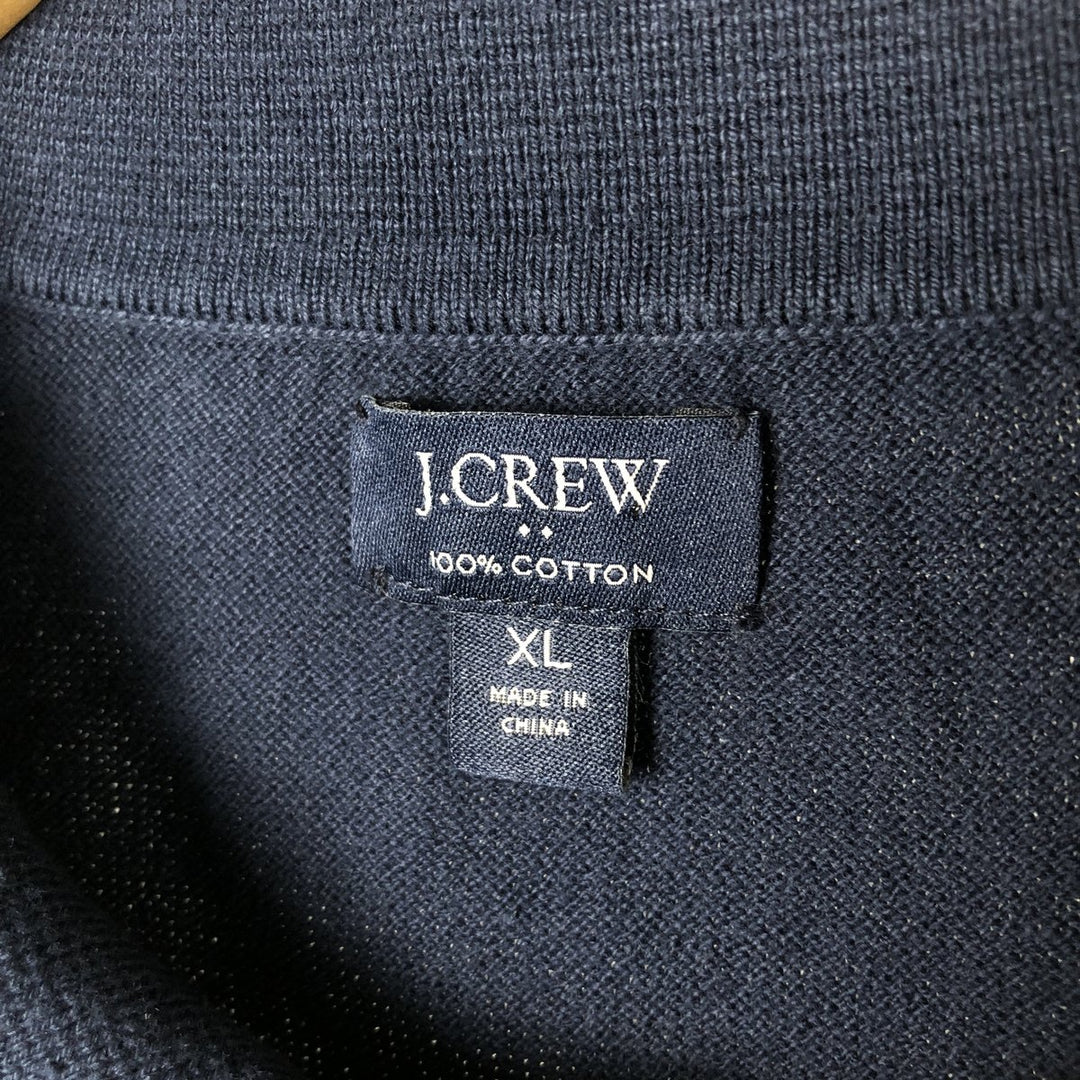 J.CREW
100% COTTON
XL
MADE IN
CHINA